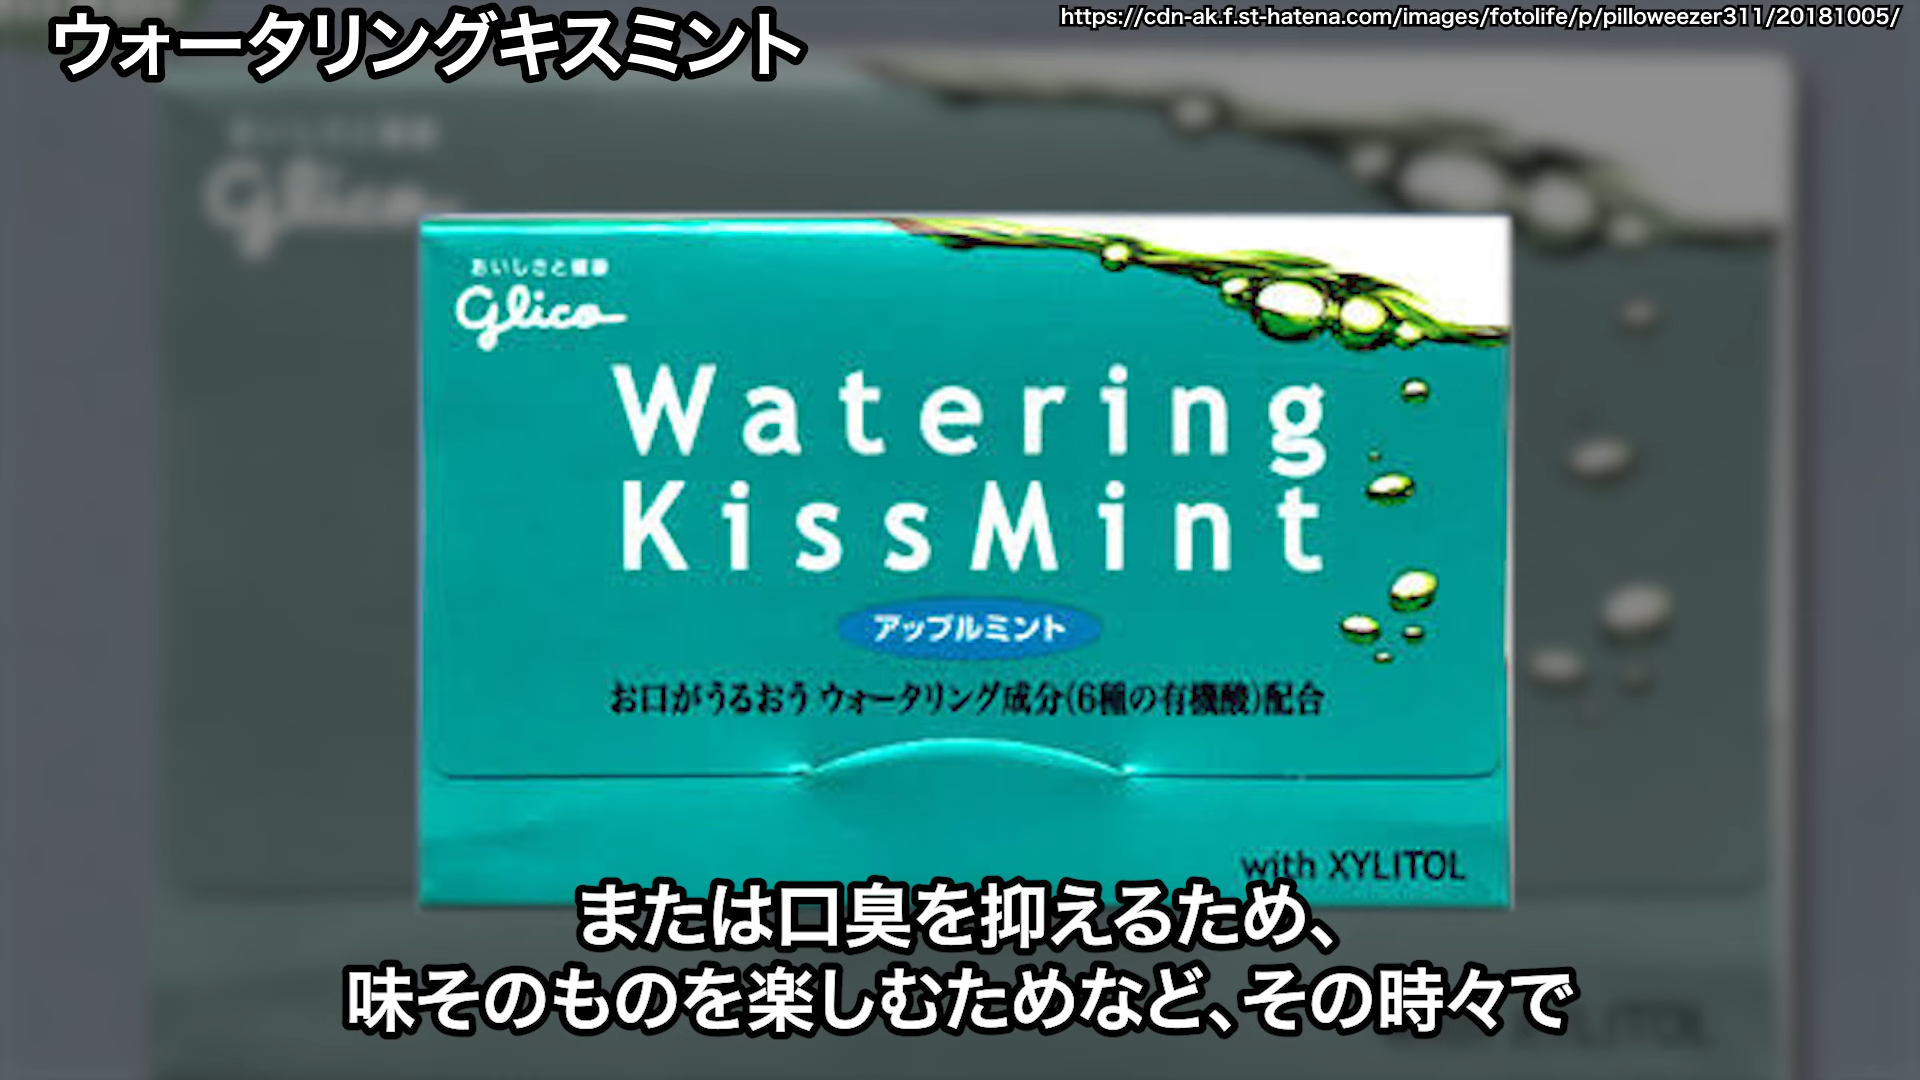 ウォータリングキスミント
https://cdn-ak.f.st-hatena.com/images/fotolife/p/pilloweezer311/20181005/
おいしさと健康
Glico
Watering
KissMint
アップルミント
お口がうるおう ウォータリング成分(6種の有機酸)配合
with XYLITOL
または口臭を抑えるため、
味そのものを楽しむためなど、その時々で